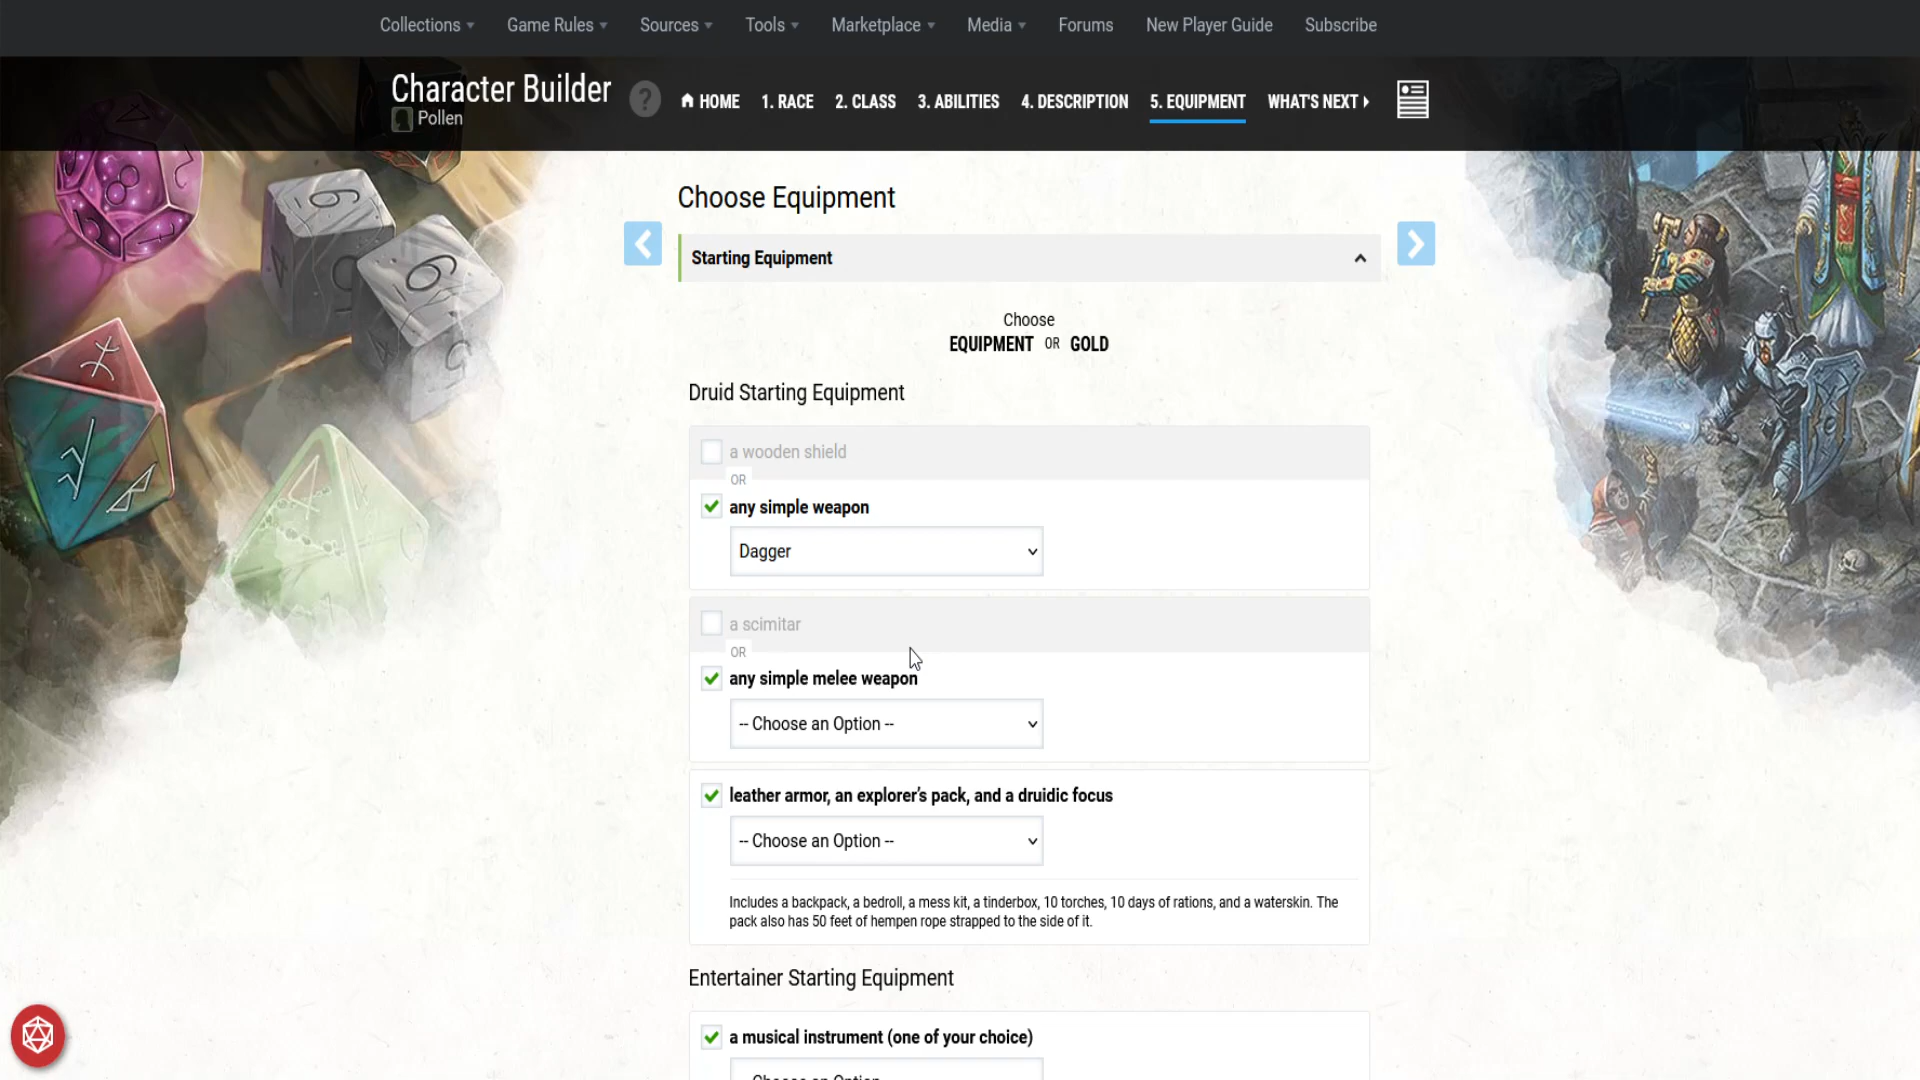 Collections Game Rules Sources Tools Marketplace Media Forums New Player Guide Subscribe
Character Builder
Pollen
?
HOME 1. RACE 2. CLASS 3. ABILITIES 4. DESCRIPTION 5. EQUIPMENT WHAT'S NEXT
Choose Equipment
Starting Equipment
Choose
EQUIPMENT OR GOLD
Druid Starting Equipment
a wooden shield
OR
any simple weapon
Dagger
a scimitar
OR
any simple melee weapon
-- Choose an Option --
leather armor, an explorer's pack, and a druidic focus
-- Choose an Option --
Includes a backpack, a bedroll, a mess kit, a tinderbox, 10 torches, 10 days of rations, and a waterskin. The
pack also has 50 feet of hempen rope strapped to the side of it.
Entertainer Starting Equipment
a musical instrument (one of your choice)
-- Choose an Option --